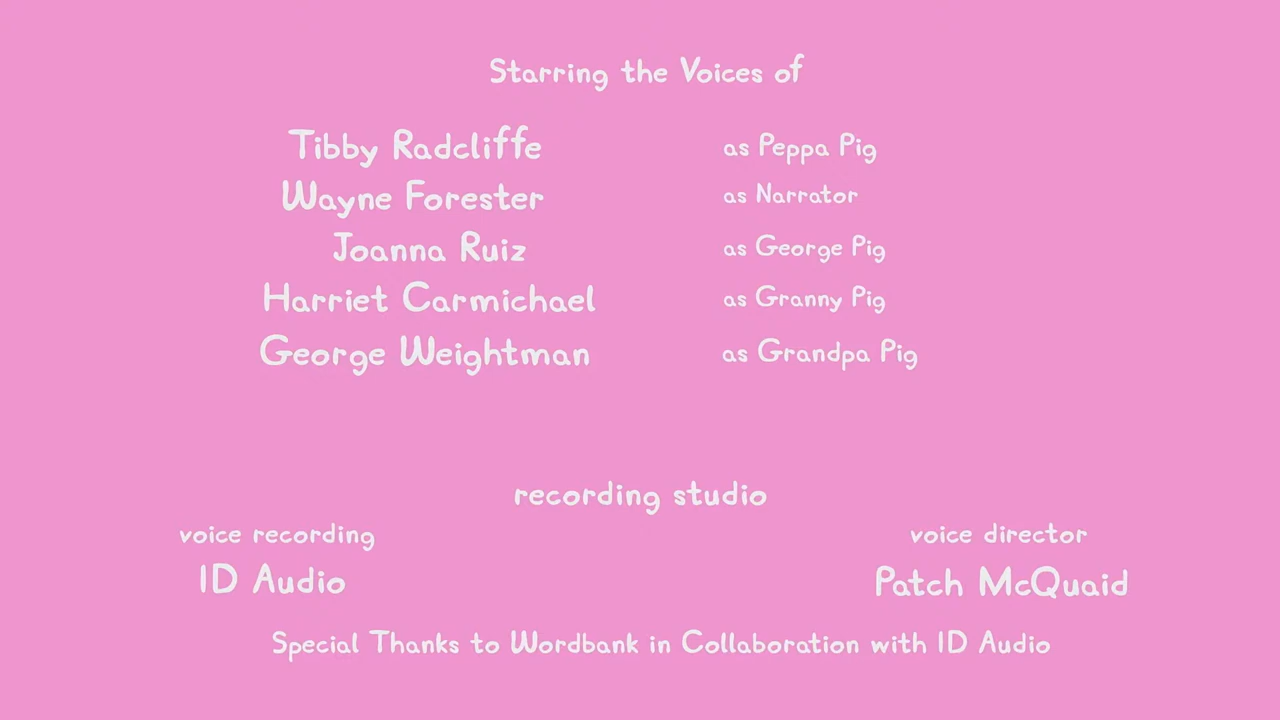 Starring the Voices of
Tibby Radcliffe as Peppa Pig
Wayne Forester as Narrator
Joanna Ruiz as George Pig
Harriet Carmichael as Granny Pig
George Weightman as Grandpa Pig
recording studio
voice recording voice director
ID Audio Patch McQuaid
Special Thanks to Wordbank in Collaboration with ID Audio